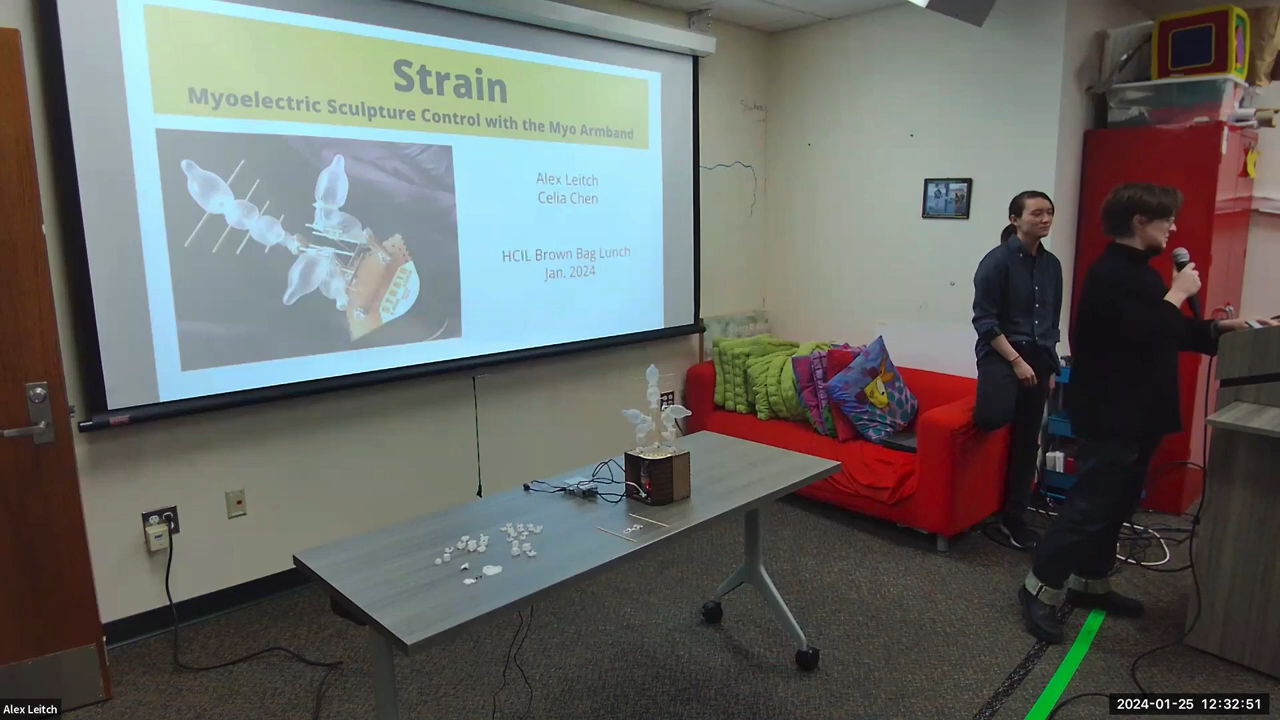 Strain
Myoelectric Sculpture Control with the Myo Armband
Alex Leitch
Celia Chen
HCIL Brown Bag Lunch
Jan. 2024
Alex Leitch
2024-01-25 12:32:51